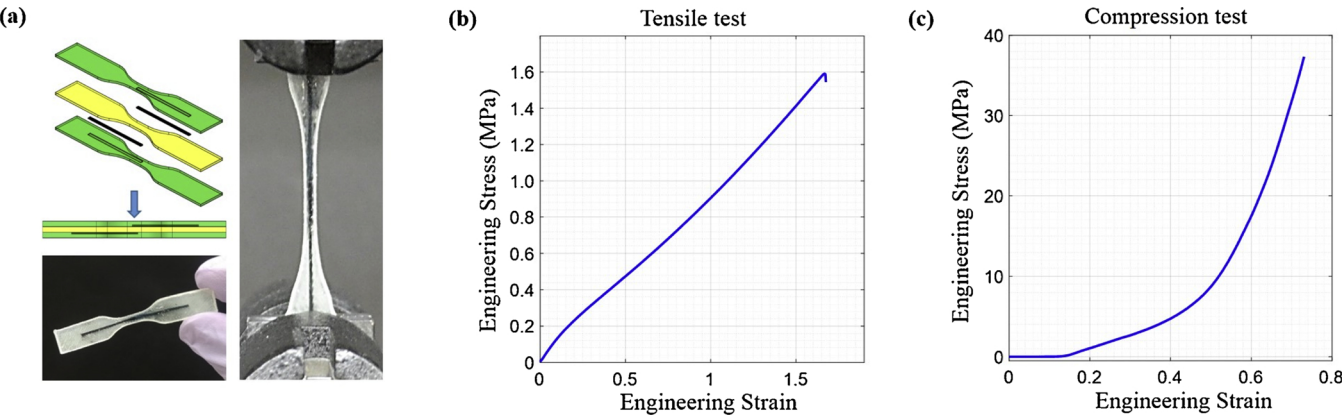 (a)
(b)
Tensile test
Engineering Stress (MPa)
1.6
1.4
1.2
1.0
0.8
0.6
0.4
0.2
0
0
0.5
1
1.5
Engineering Strain
(c)
Compression test
Engineering Stress (MPa)
40
30
20
10
0
0
0.2
0.4
0.6
0.8
Engineering Strain